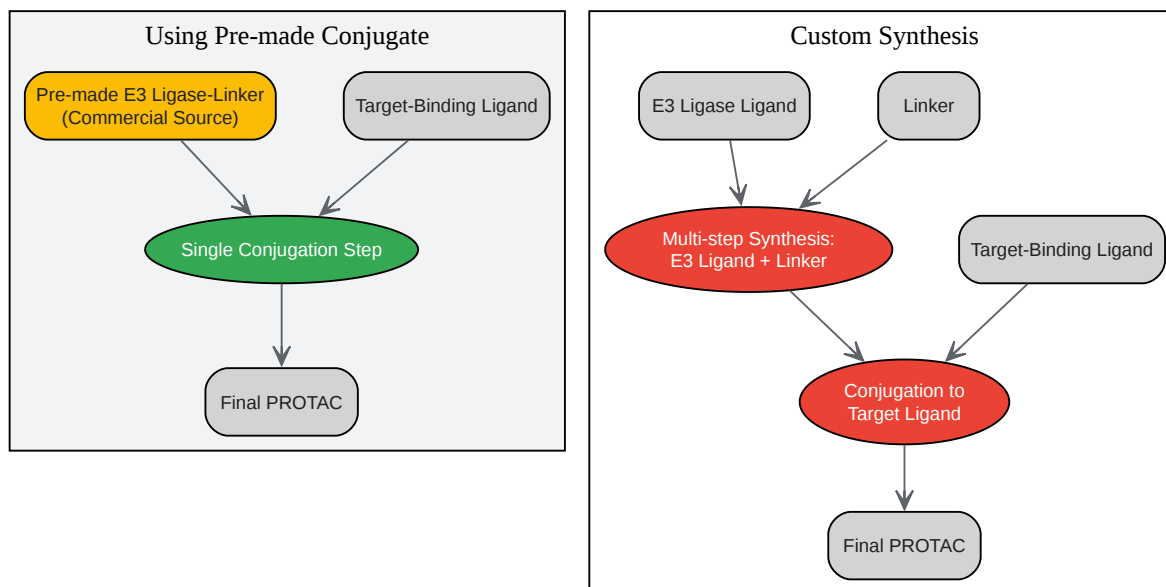 Using Pre-made Conjugate
Pre-made E3 Ligase-Linker
(Commercial Source)
Target-Binding Ligand
Single Conjugation Step
Final PROTAC
Custom Synthesis
E3 Ligase Ligand
Linker
Multi-step Synthesis:
E3 Ligand + Linker
Target-Binding Ligand
Conjugation to
Target Ligand
Final PROTAC